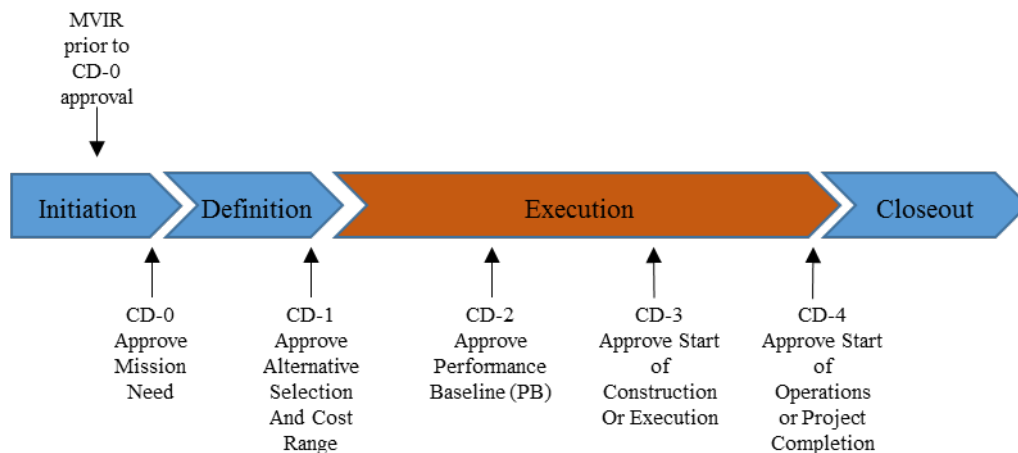 MVIR
prior to
CD-0
approval
Initiation
Definition
Execution
Closeout
CD-0
Approve
Mission
Need
CD-1
Approve
Alternative
Selection
And Cost
Range
CD-2
Approve
Performance
Baseline (PB)
CD-3
Approve Start
of
Construction
Or Execution
CD-4
Approve Start
of
Operations
or Project
Completion